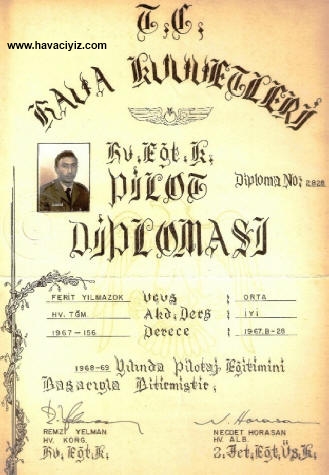 T.C.
www.havaciyiz.com
HAVA KUVVETLERİ
Hv. Eğt. K.
PİLOT
Diploma No: 2828
DİPLOMASI
FERİT YILMAZOK Uçuş : ORTA
HV. TĞM. Akd. Ders : İYİ
1967-156 Derece : 1967.B-28
1968-69 Yılında Pilotaj Eğitimini
Başarıyla Bitirmiştir.
REMZİ YELMAN NECDET HORASAN
HV. KORG. HV. ALB.
Hv. Eğt. K. 2. Jet. Eğt. Üs. K.